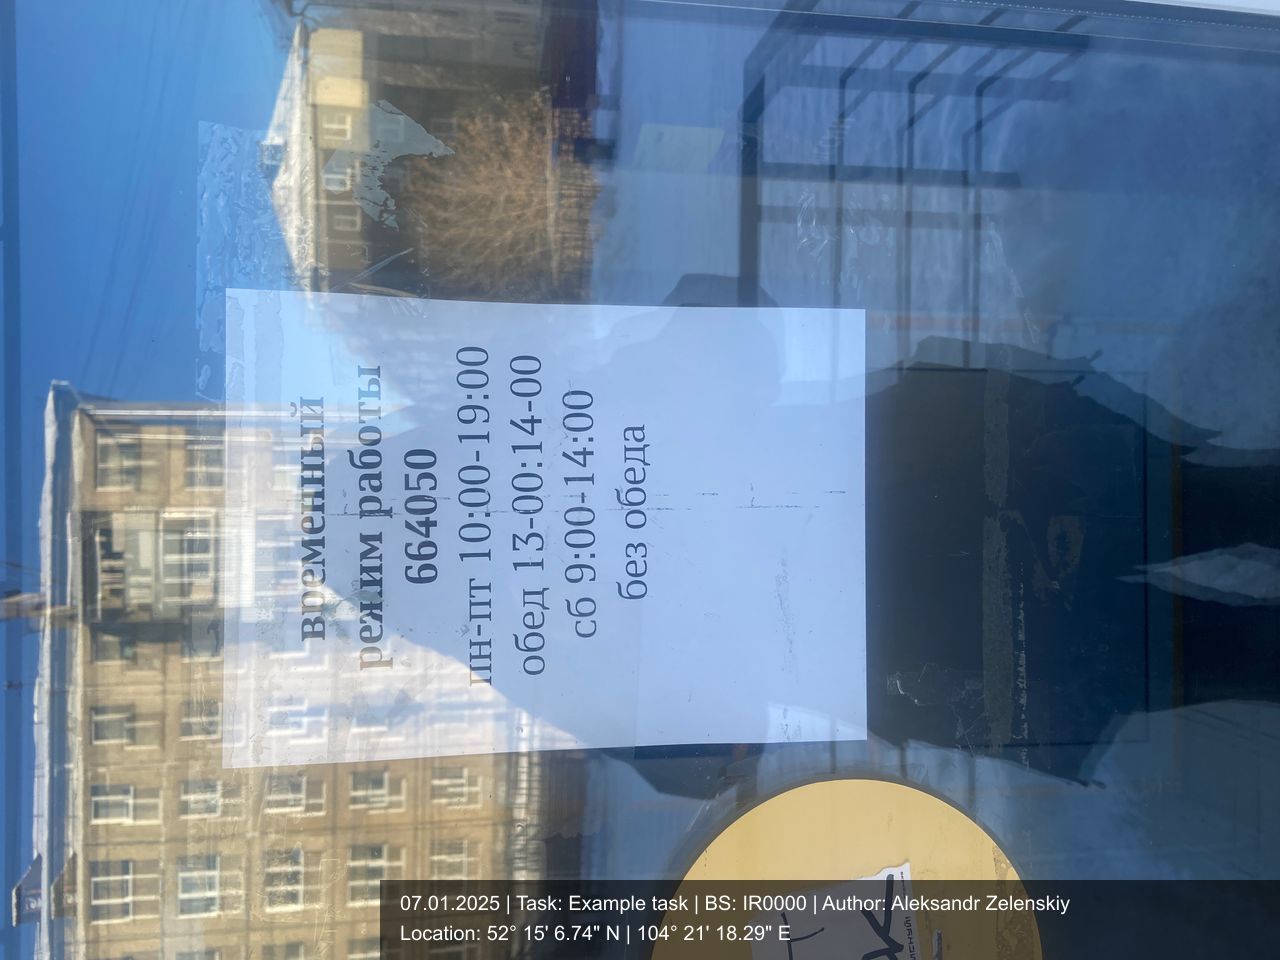 временный
режим работы
664050
пн-пт 10:00-19:00
обед 13-00:14-00
сб 9:00-14:00
без обеда
07.01.2025 | Task: Example task | BS: IR0000 | Author: Aleksandr Zelenskiy
Location: 52° 15' 6.74" N | 104° 21' 18.29" E